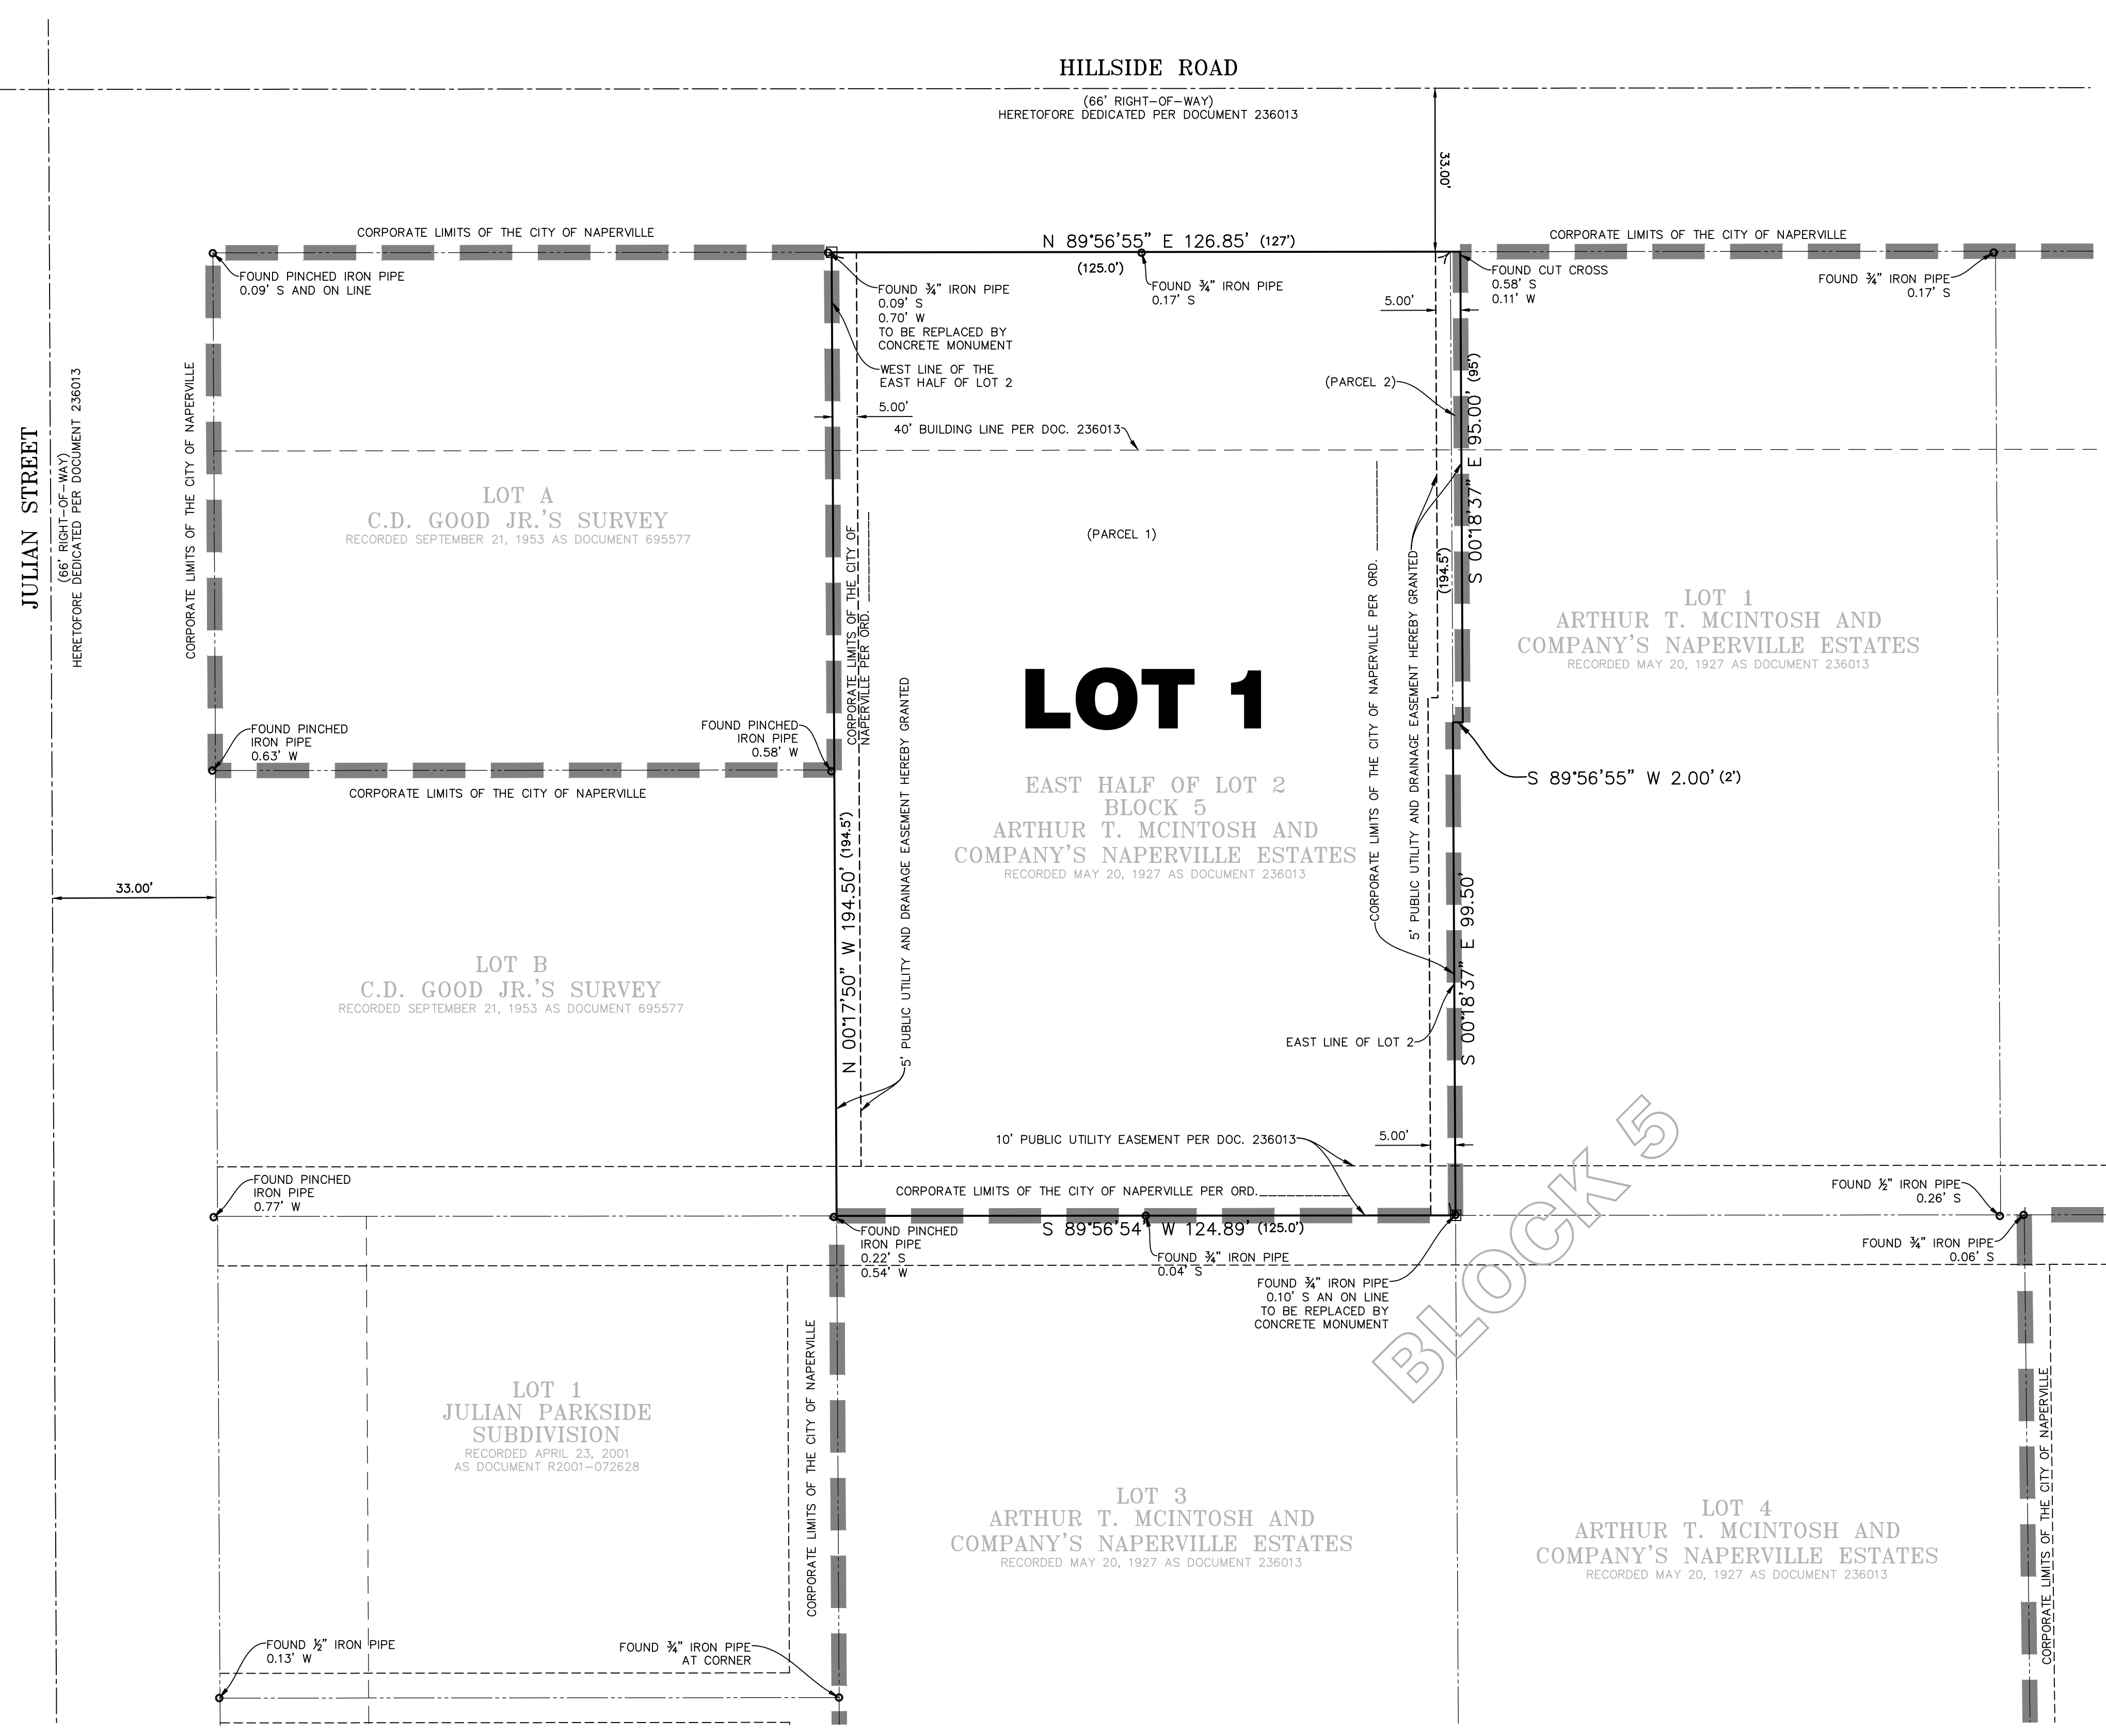 HILLSIDE ROAD
(66' RIGHT-OF-WAY)
HERETOFORE DEDICATED PER DOCUMENT 236013
33.00'
CORPORATE LIMITS OF THE CITY OF NAPERVILLE
N 89°56'55" E 126.85' (127')
(125.0')
CORPORATE LIMITS OF THE CITY OF NAPERVILLE
FOUND PINCHED IRON PIPE
0.09' S AND ON LINE
FOUND ¾" IRON PIPE
0.09' S
0.70' W
TO BE REPLACED BY
CONCRETE MONUMENT
FOUND ¾" IRON PIPE
0.17' S
FOUND CUT CROSS
0.58' S
0.11' W
FOUND ¾" IRON PIPE
0.17' S
5.00'
WEST LINE OF THE
EAST HALF OF LOT 2
5.00'
(PARCEL 2)
40' BUILDING LINE PER DOC. 236013
JULIAN STREET
(66' RIGHT-OF-WAY)
HERETOFORE DEDICATED PER DOCUMENT 236013
CORPORATE LIMITS OF THE CITY OF NAPERVILLE
LOT A
C.D. GOOD JR.'S SURVEY
RECORDED SEPTEMBER 21, 1953 AS DOCUMENT 695577
CORPORATE LIMITS OF THE CITY OF
NAPERVILLE PER ORD. ____________
(PARCEL 1)
CORPORATE LIMITS OF THE CITY OF NAPERVILLE PER ORD. ____________
5' PUBLIC UTILITY AND DRAINAGE EASEMENT HEREBY GRANTED
(194.5')
S 00°18'37" E 95.00' (95')
LOT 1
ARTHUR T. MCINTOSH AND
COMPANY'S NAPERVILLE ESTATES
RECORDED MAY 20, 1927 AS DOCUMENT 236013
LOT 1
FOUND PINCHED
IRON PIPE
0.63' W
FOUND PINCHED
IRON PIPE
0.58' W
CORPORATE LIMITS OF THE CITY OF NAPERVILLE
EAST HALF OF LOT 2
BLOCK 5
ARTHUR T. MCINTOSH AND
COMPANY'S NAPERVILLE ESTATES
RECORDED MAY 20, 1927 AS DOCUMENT 236013
S 89°56'55" W 2.00' (2')
33.00'
N 00°17'50" W 194.50' (194.5')
5' PUBLIC UTILITY AND DRAINAGE EASEMENT HEREBY GRANTED
S 00°18'37" E 99.50'
LOT B
C.D. GOOD JR.'S SURVEY
RECORDED SEPTEMBER 21, 1953 AS DOCUMENT 695577
EAST LINE OF LOT 2
10' PUBLIC UTILITY EASEMENT PER DOC. 236013
5.00'
BLOCK 5
FOUND PINCHED
IRON PIPE
0.77' W
CORPORATE LIMITS OF THE CITY OF NAPERVILLE PER ORD.____________
FOUND ½" IRON PIPE
0.26' S
S 89°56'54" W 124.89' (125.0')
FOUND PINCHED
IRON PIPE
0.22' S
0.54' W
FOUND ¾" IRON PIPE
0.04' S
FOUND ¾" IRON PIPE
0.06' S
FOUND ¾" IRON PIPE
0.10' S AN ON LINE
TO BE REPLACED BY
CONCRETE MONUMENT
CORPORATE LIMITS OF THE CITY OF NAPERVILLE
LOT 1
JULIAN PARKSIDE
SUBDIVISION
RECORDED APRIL 23, 2001
AS DOCUMENT R2001-072628
LOT 3
ARTHUR T. MCINTOSH AND
COMPANY'S NAPERVILLE ESTATES
RECORDED MAY 20, 1927 AS DOCUMENT 236013
LOT 4
ARTHUR T. MCINTOSH AND
COMPANY'S NAPERVILLE ESTATES
RECORDED MAY 20, 1927 AS DOCUMENT 236013
CORPORATE LIMITS OF THE CITY OF NAPERVILLE
FOUND ½" IRON PIPE
0.13' W
FOUND ¾" IRON PIPE
AT CORNER